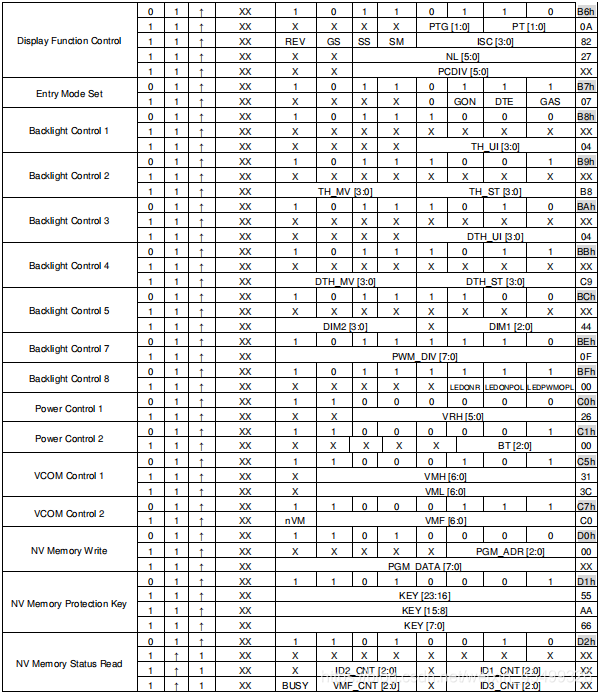 Display Function Control
0 1 ↑ XX 1 0 1 1 0 1 1 0 B6h
1 1 ↑ XX X X X X PTG [1:0] PT [1:0] 0A
1 1 ↑ XX REV GS SS SM ISC [3:0] 82
1 1 ↑ XX X X NL [5:0] 27
1 1 ↑ XX X X PCDIV [5:0] XX
Entry Mode Set
0 1 ↑ XX 1 0 1 1 0 1 1 1 B7h
1 1 ↑ XX X X X X 0 GON DTE GAS 07
Backlight Control 1
0 1 ↑ XX 1 0 1 1 1 0 0 0 B8h
1 1 ↑ XX X X X X X X X X XX
1 1 ↑ XX X X X X TH_UI [3:0] 04
Backlight Control 2
0 1 ↑ XX 1 0 1 1 1 0 0 1 B9h
1 1 ↑ XX X X X X X X X X XX
1 1 ↑ XX TH_MV [3:0] TH_ST [3:0] B8
Backlight Control 3
0 1 ↑ XX 1 0 1 1 1 0 1 0 BAh
1 1 ↑ XX X X X X X X X X XX
1 1 ↑ XX X X X X DTH_UI [3:0] 04
Backlight Control 4
0 1 ↑ XX 1 0 1 1 1 0 1 1 BBh
1 1 ↑ XX X X X X X X X X XX
1 1 ↑ XX DTH_MV [3:0] DTH_ST [3:0] C9
Backlight Control 5
0 1 ↑ XX 1 0 1 1 1 1 0 0 BCh
1 1 ↑ XX X X X X X X X X XX
1 1 ↑ XX DIM2 [3:0] X DIM1 [2:0] 44
Backlight Control 7
0 1 ↑ XX 1 0 1 1 1 1 1 0 BEh
1 1 ↑ XX PWM_DIV [7:0] 0F
Backlight Control 8
0 1 ↑ XX 1 0 1 1 1 1 1 1 BFh
1 1 ↑ XX X X X X X LEDONR LEDONPOL LEDPWMOPL 00
Power Control 1
0 1 ↑ XX 1 1 0 0 0 0 0 0 C0h
1 1 ↑ XX X X VRH [5:0] 26
Power Control 2
0 1 ↑ XX 1 1 0 0 0 0 0 1 C1h
1 1 ↑ XX X X X X X BT [2:0] 00
VCOM Control 1
0 1 ↑ XX 1 1 0 0 0 1 0 1 C5h
1 1 ↑ XX X VMH [6:0] 31
1 1 ↑ XX X VML [6:0] 3C
VCOM Control 2
0 1 ↑ XX 1 1 0 0 0 1 1 1 C7h
1 1 ↑ XX nVM VMF [6:0] C0
NV Memory Write
0 1 ↑ XX 1 1 0 1 0 0 0 0 D0h
1 1 ↑ XX X X X X X PGM_ADR [2:0] 00
1 1 ↑ XX PGM_DATA [7:0] XX
NV Memory Protection Key
0 1 ↑ XX 1 1 0 1 0 0 0 1 D1h
1 1 ↑ XX KEY [23:16] 55
1 1 ↑ XX KEY [15:8] AA
1 1 ↑ XX KEY [7:0] 66
NV Memory Status Read
0 1 ↑ XX 1 1 0 1 0 0 1 0 D2h
1 ↑ 1 XX X X X X X X X X XX
1 ↑ 1 XX X ID2_CNT [2:0] X ID1_CNT [2:0] XX
1 ↑ 1 XX BUSY VMF_CNT [2:0] X ID3_CNT [2:0] XX